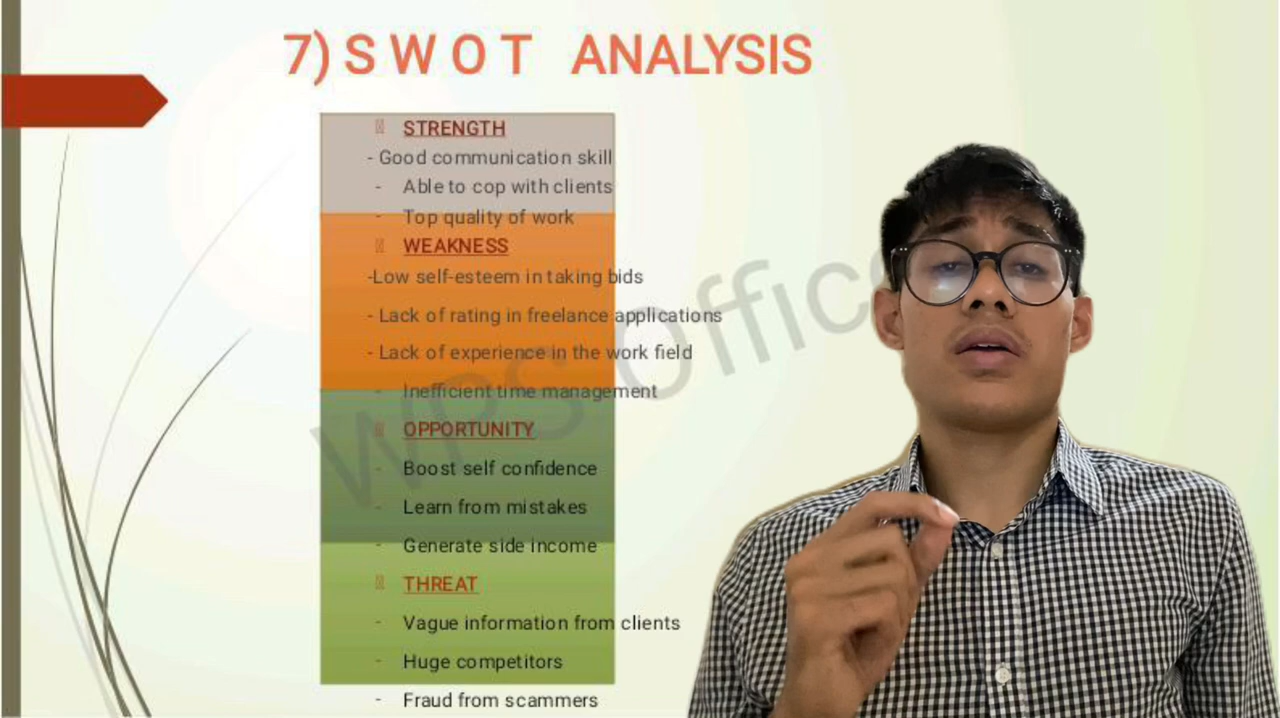 7) S W O T ANALYSIS
STRENGTH
- Good communication skill
- Able to cop with clients
- Top quality of work
WEAKNESS
-Low self-esteem in taking bids
- Lack of rating in freelance applications
- Lack of experience in the work field
- Inefficient time management
OPPORTUNITY
- Boost self confidence
- Learn from mistakes
- Generate side income
THREAT
- Vague information from clients
- Huge competitors
- Fraud from scammers
WPS Office